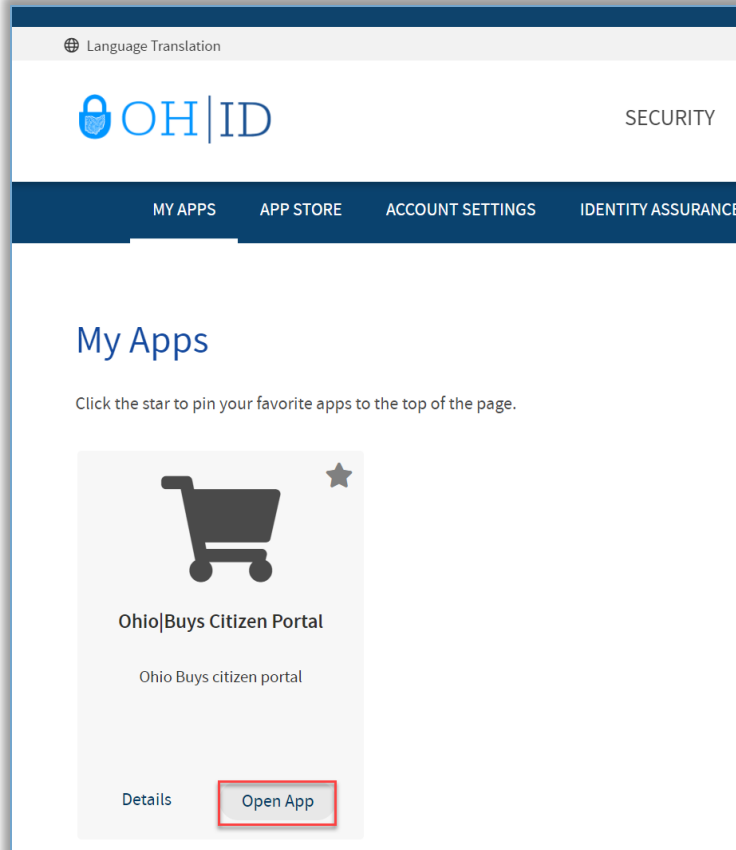 Language Translation
OH|ID
SECURITY
MY APPS APP STORE ACCOUNT SETTINGS IDENTITY ASSURANCE
My Apps
Click the star to pin your favorite apps to the top of the page.
Ohio|Buys Citizen Portal
Ohio Buys citizen portal
Details Open App